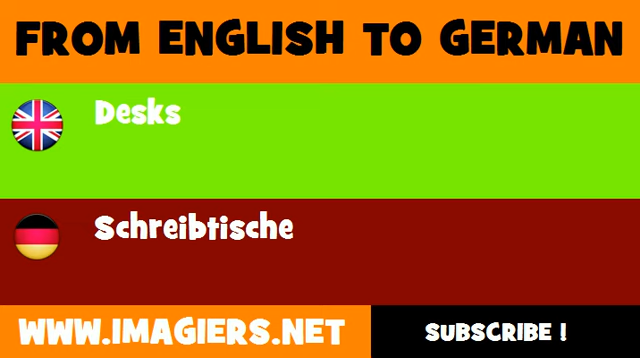 FROM ENGLISH TO GERMAN
Desks
Schreibtische
WWW.IMAGIERS.NET
SUBSCRIBE !